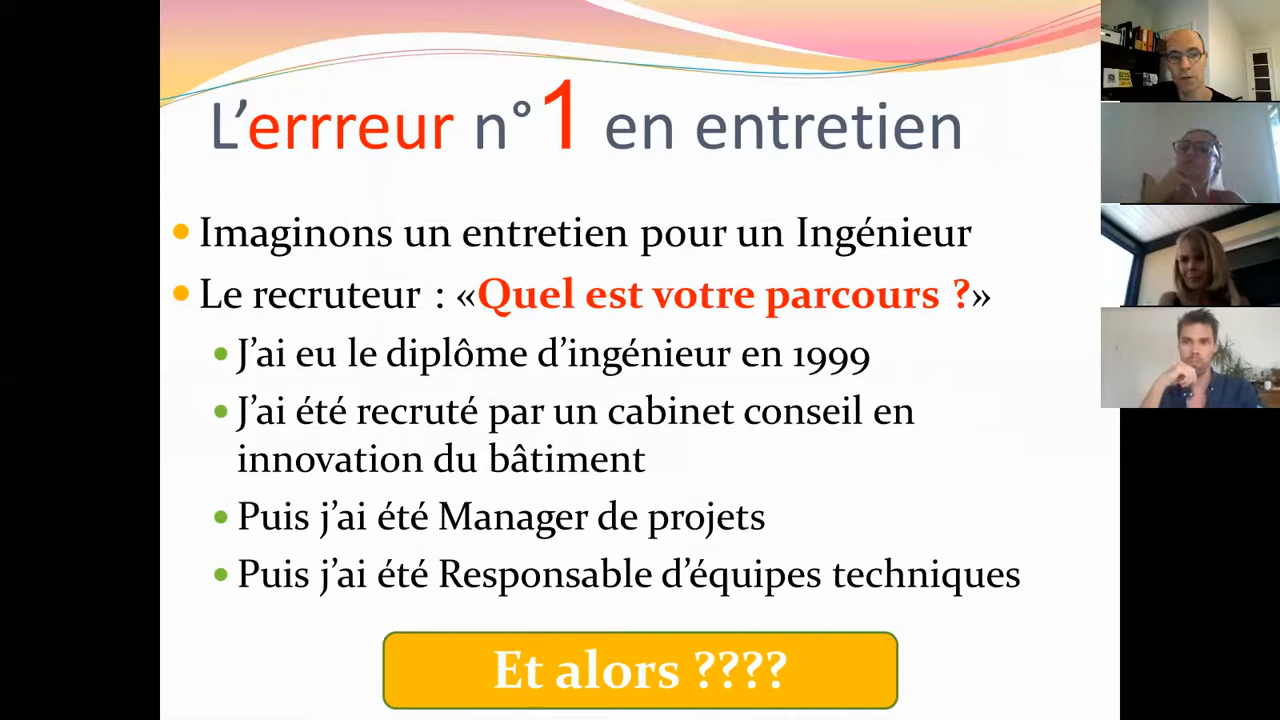 L’errreur n°1 en entretien
Imaginons un entretien pour un Ingénieur
Le recruteur : «Quel est votre parcours ?»
J’ai eu le diplôme d’ingénieur en 1999
J’ai été recruté par un cabinet conseil en
innovation du bâtiment
Puis j’ai été Manager de projets
Puis j’ai été Responsable d’équipes techniques
Et alors ????